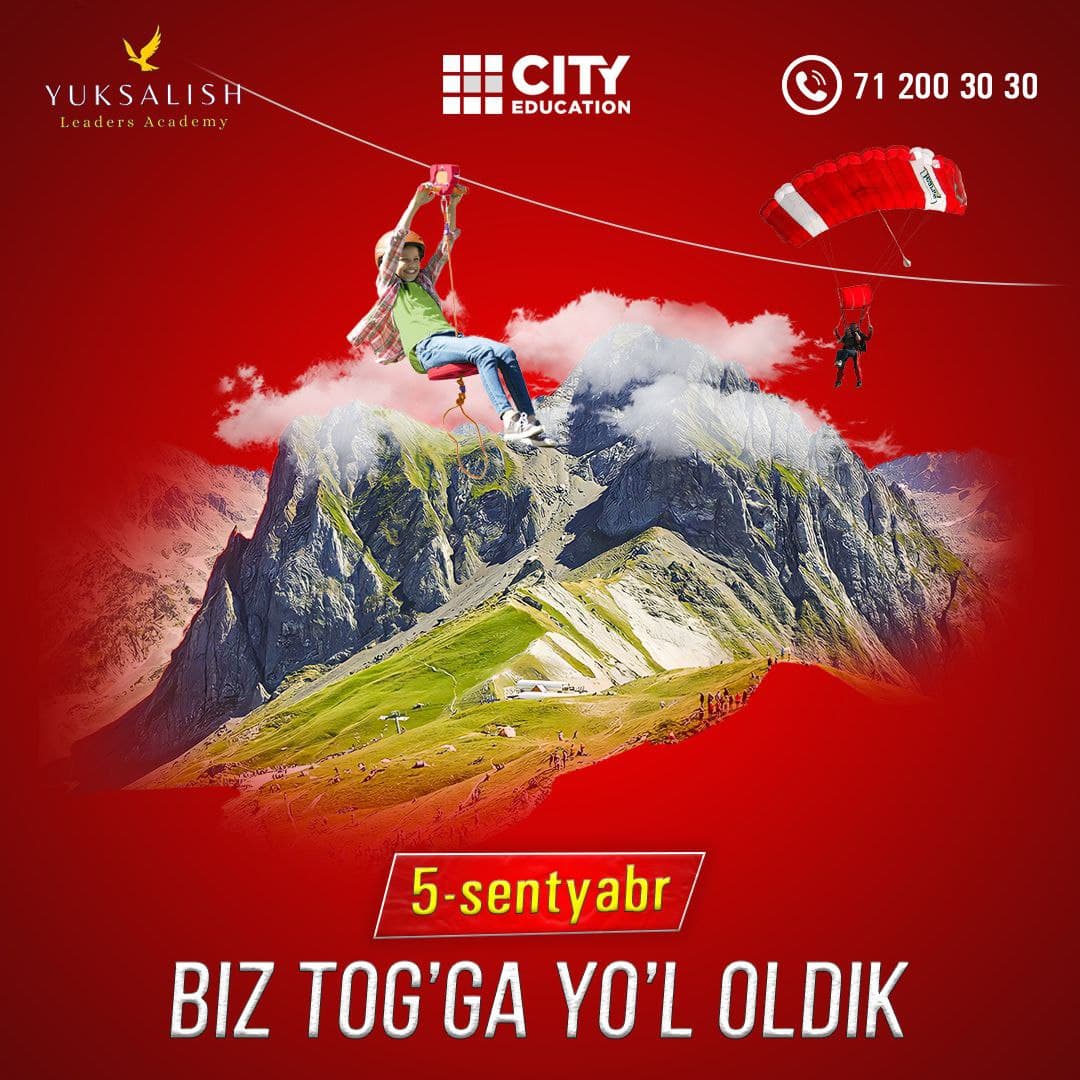 YUKSALISH
Leaders Academy
CITY
EDUCATION
71 200 30 30
5-sentyabr
BIZ TOG'GA YO'L OLDIK